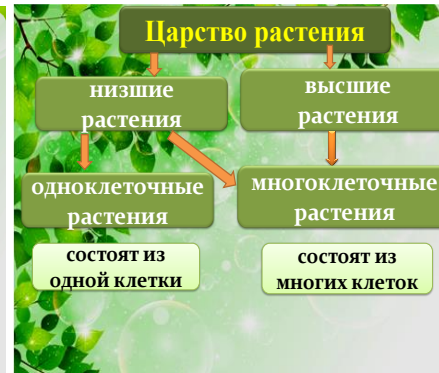 Царство растения
низшие
растения
высшие
растения
одноклеточные
растения
многоклеточные
растения
состоят из
одной клетки
состоят из
многих клеток